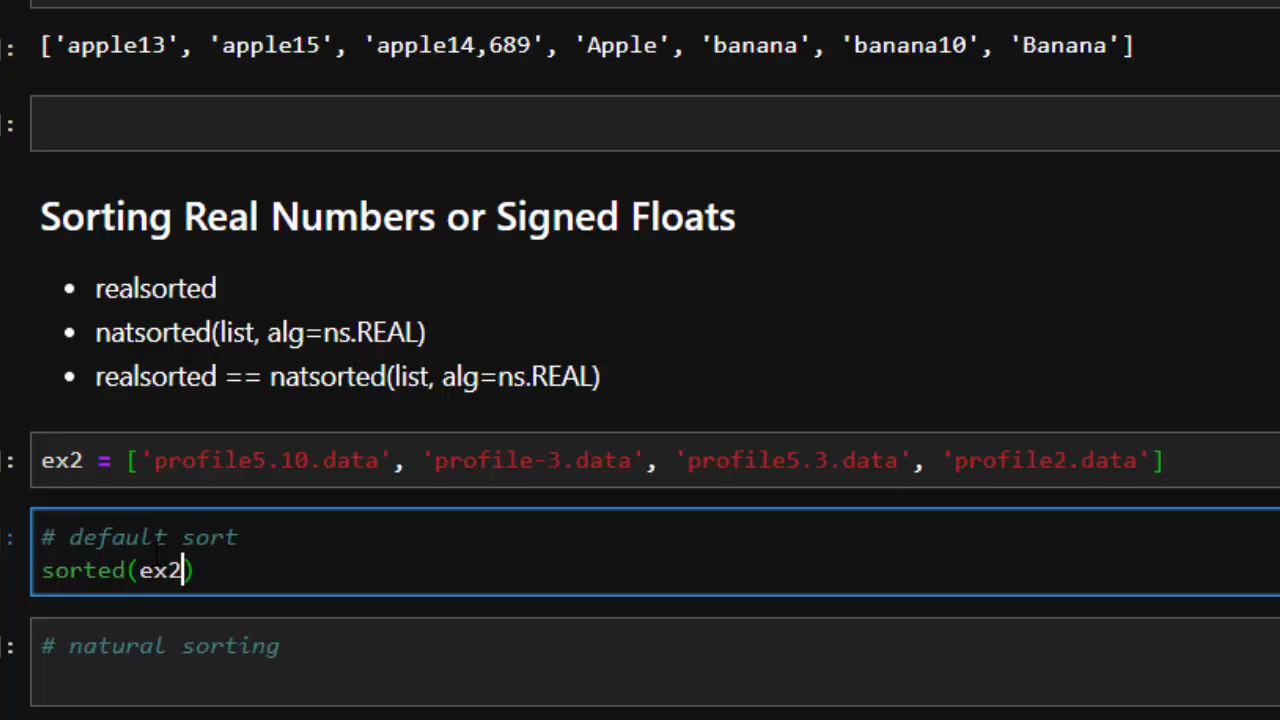 ]: ['apple13', 'apple15', 'apple14,689', 'Apple', 'banana', 'banana10', 'Banana']
]:
Sorting Real Numbers or Signed Floats
• realsorted
• natsorted(list, alg=ns.REAL)
• realsorted == natsorted(list, alg=ns.REAL)
]: ex2 = ['profile5.10.data', 'profile-3.data', 'profile5.3.data', 'profile2.data']
]: # default sort
sorted(ex2)
]: # natural sorting